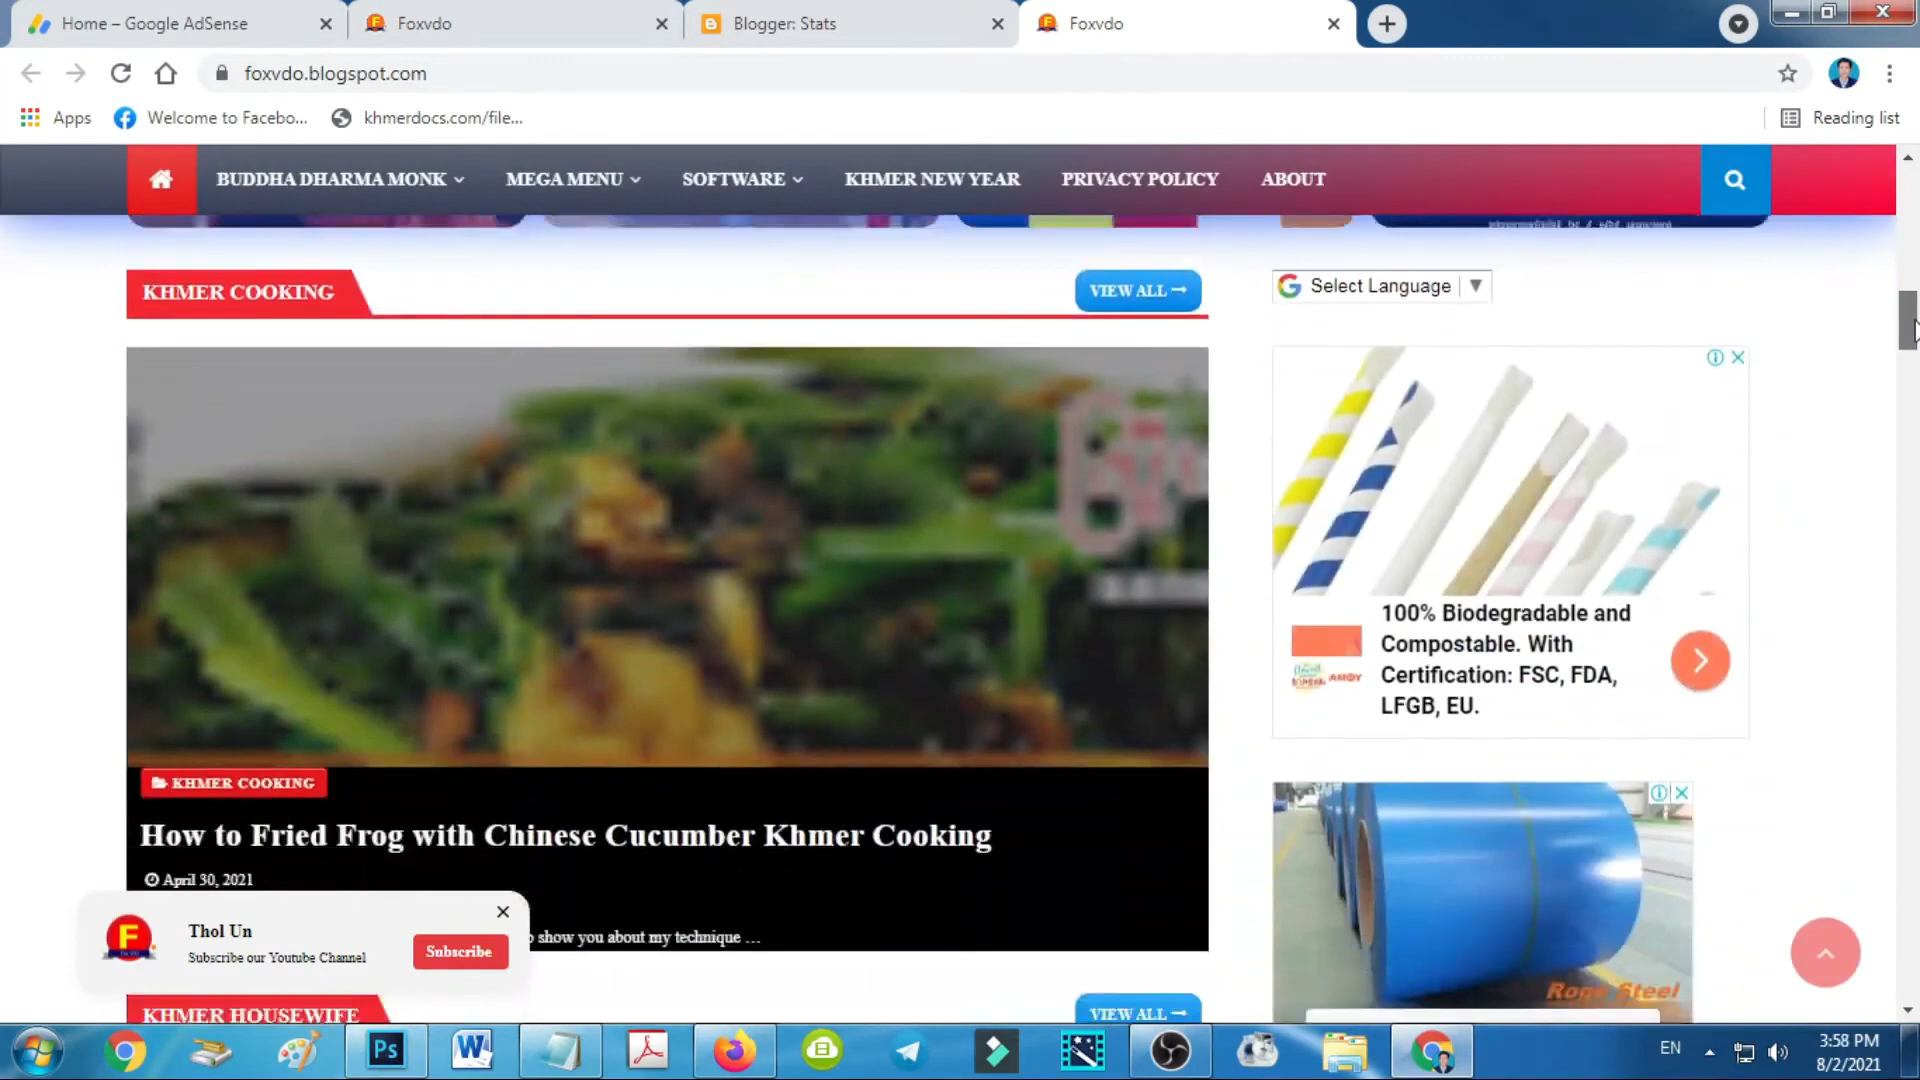 Home – Google AdSense
Foxvdo
Blogger: Stats
Foxvdo
foxvdo.blogspot.com
Apps
Welcome to Facebo...
khmerdocs.com/file...
Reading list
BUDDHA DHARMA MONK
MEGA MENU
SOFTWARE
KHMER NEW YEAR
PRIVACY POLICY
ABOUT
KHMER COOKING
VIEW ALL
Select Language
100% Biodegradable and
Compostable. With
Certification: FSC, FDA,
LFGB, EU.
KHMER COOKING
How to Fried Frog with Chinese Cucumber Khmer Cooking
April 30, 2021
show you about my technique ...
Thol Un
Subscribe our Youtube Channel
Subscribe
Roge Steel
KHMER HOUSEWIFE
VIEW ALL
Ps
EN
3:58 PM
8/2/2021